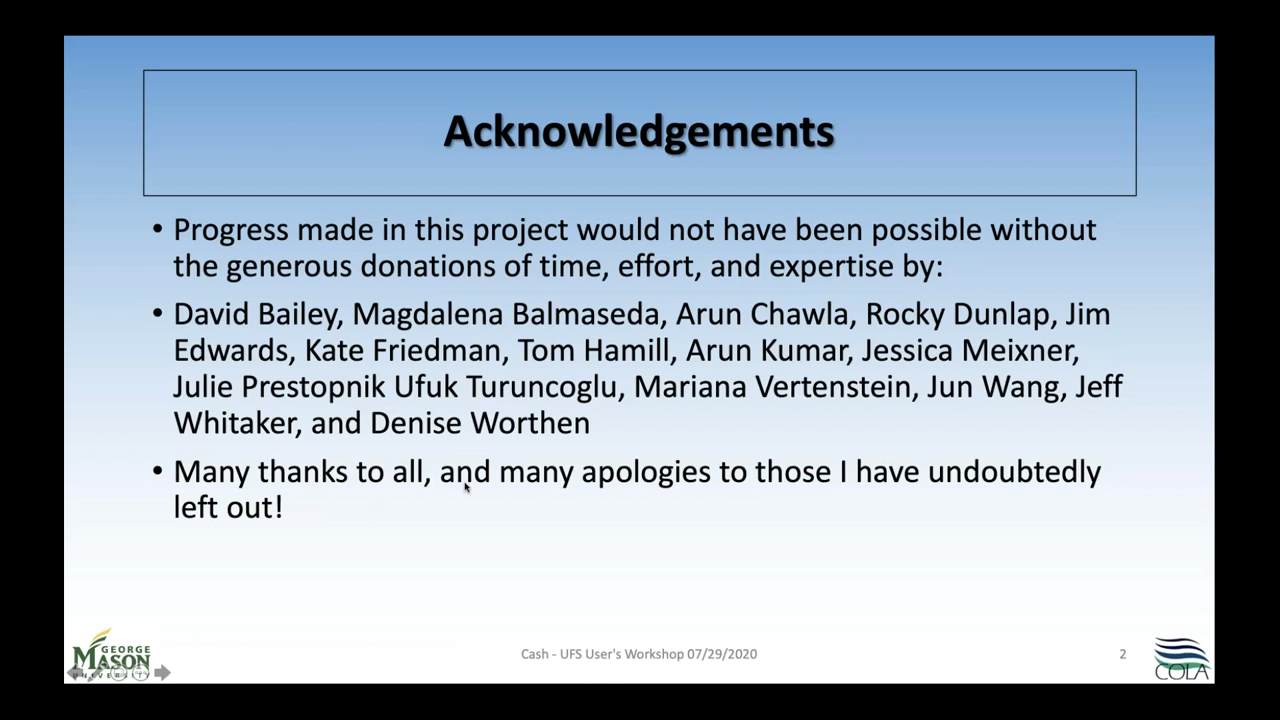 Acknowledgements
• Progress made in this project would not have been possible without
the generous donations of time, effort, and expertise by:
• David Bailey, Magdalena Balmaseda, Arun Chawla, Rocky Dunlap, Jim
Edwards, Kate Friedman, Tom Hamill, Arun Kumar, Jessica Meixner,
Julie Prestopnik Ufuk Turuncoglu, Mariana Vertenstein, Jun Wang, Jeff
Whitaker, and Denise Worthen
• Many thanks to all, and many apologies to those I have undoubtedly
left out!
GEORGE
MASON
UNIVERSITY
Cash - UFS User's Workshop 07/29/2020
2
COLA